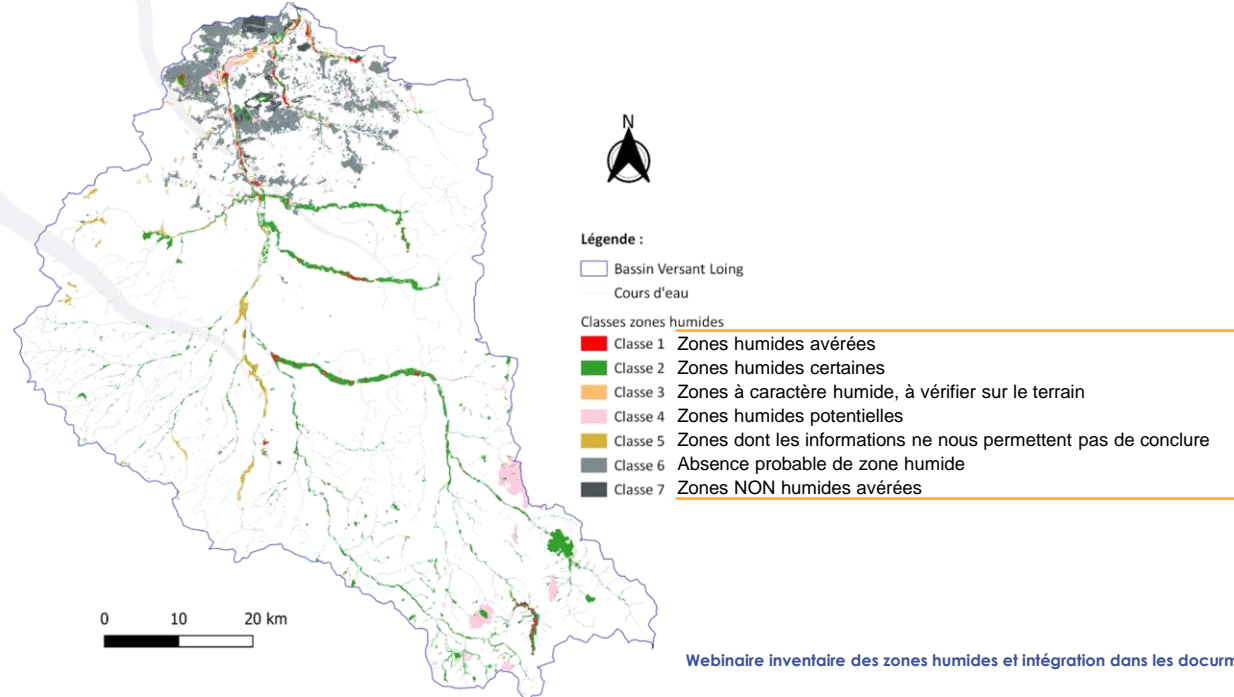 N
Légende :
Bassin Versant Loing
Cours d'eau
Classes zones humides
Classe 1 Zones humides avérées
Classe 2 Zones humides certaines
Classe 3 Zones à caractère humide, à vérifier sur le terrain
Classe 4 Zones humides potentielles
Classe 5 Zones dont les informations ne nous permettent pas de conclure
Classe 6 Absence probable de zone humide
Classe 7 Zones NON humides avérées
0 10 20 km
Webinaire inventaire des zones humides et intégration dans les